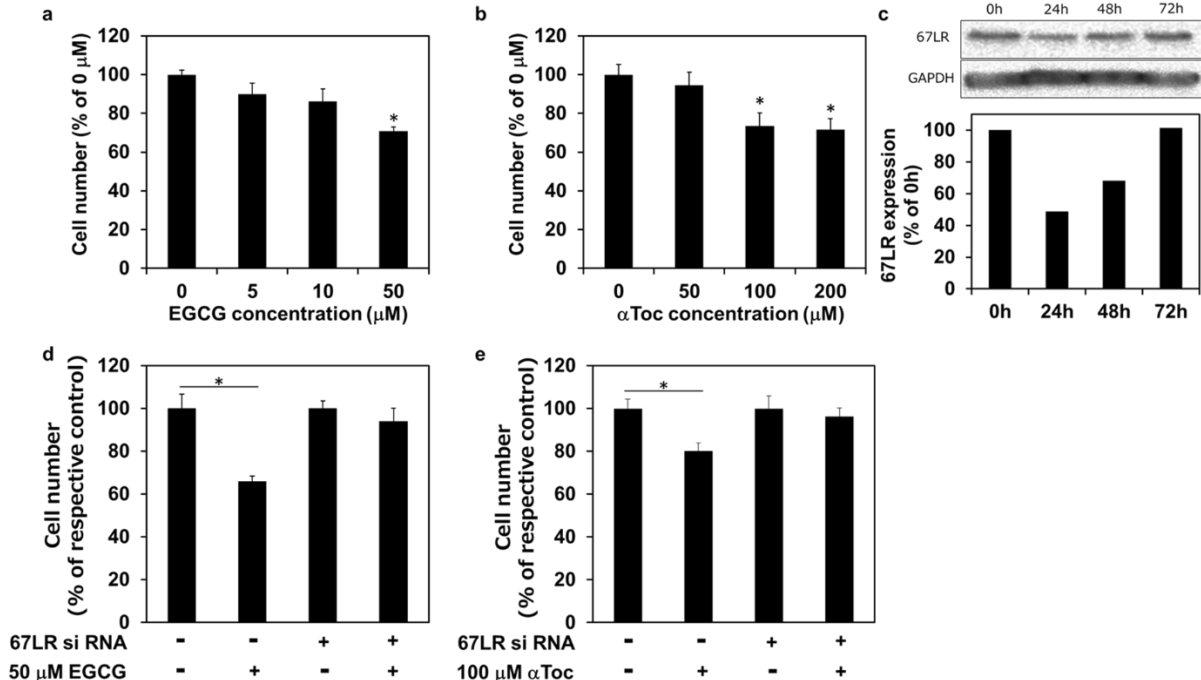 a
Cell number (% of 0 μM)
120
100
80
60
40
20
0
*
0 5 10 50
EGCG concentration (μM)
b
Cell number (% of 0 μM)
120
100
80
60
40
20
0
* *
0 50 100 200
αToc concentration (μM)
c
0h 24h 48h 72h
67LR
GAPDH
67LR expression
(% of 0h)
100
80
60
40
20
0
0h 24h 48h 72h
d
Cell number
(% of respective control)
120
100
80
60
40
20
0
*
67LR si RNA - - + +
50 μM EGCG - + - +
e
Cell number
(% of respective control)
120
100
80
60
40
20
0
*
67LR si RNA - - + +
100 μM αToc - + - +